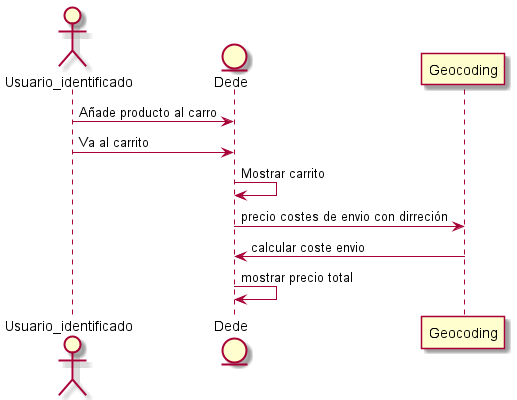 Usuario_identificado
Dede
Geocoding
Añade producto al carro
Va al carrito
Mostrar carrito
precio costes de envio con dirreción
calcular coste envio
mostrar precio total
Usuario_identificado
Dede
Geocoding